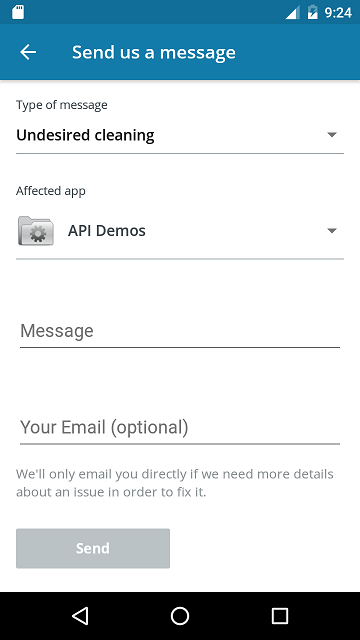 9:24
Send us a message
Type of message
Undesired cleaning
Affected app
API Demos
Message
Your Email (optional)
We'll only email you directly if we need more details
about an issue in order to fix it.
Send